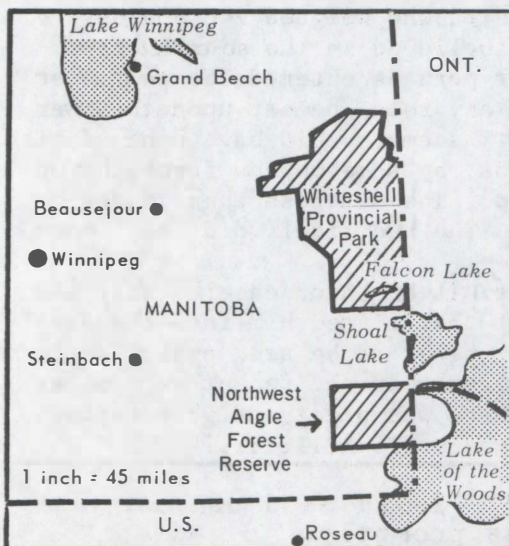 Lake Winnipeg
ONT.
Grand Beach
Whiteshell
Provincial
Park
Beausejour
Winnipeg
Falcon Lake
MANITOBA
Shoal
Lake
Steinbach
Northwest
Angle
Forest
Reserve
Lake
of the
Woods
1 inch = 45 miles
U.S.
Roseau